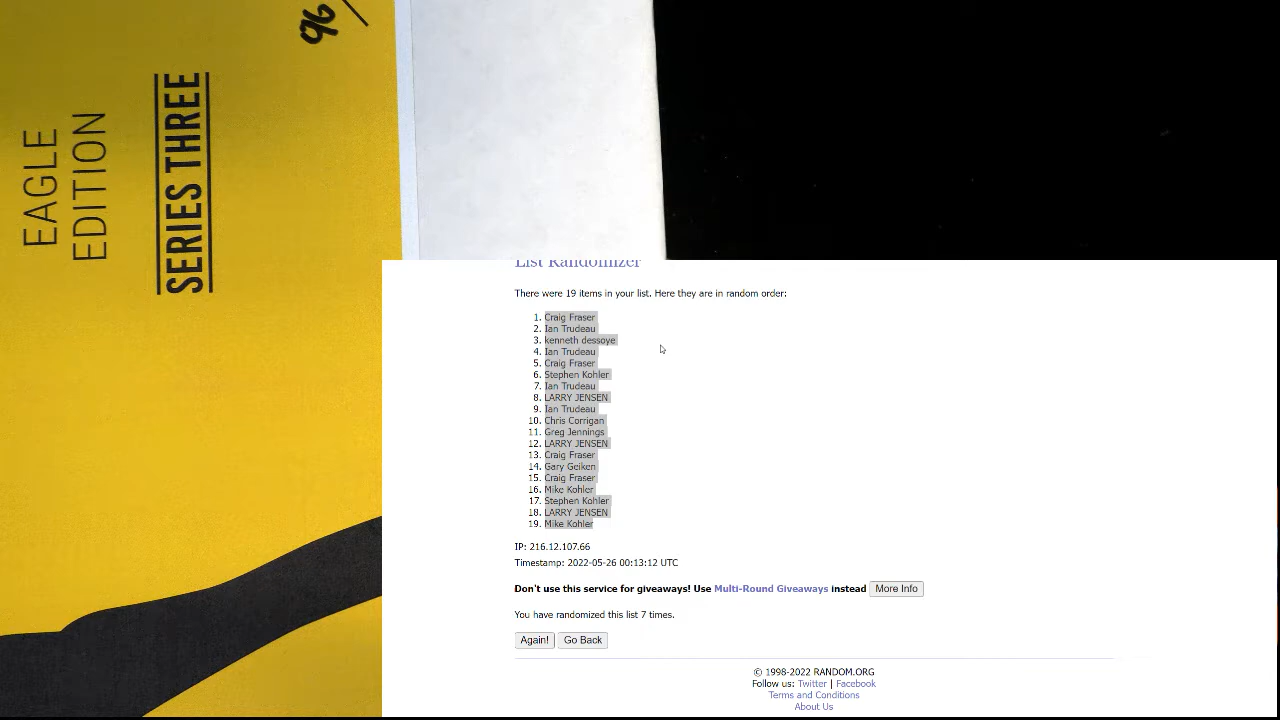 96/
EAGLE
EDITION
SERIES THREE
List Randomizer
There were 19 items in your list. Here they are in random order:
1. Craig Fraser
2. Ian Trudeau
3. kenneth dessoye
4. Ian Trudeau
5. Craig Fraser
6. Stephen Kohler
7. Ian Trudeau
8. LARRY JENSEN
9. Ian Trudeau
10. Chris Corrigan
11. Greg Jennings
12. LARRY JENSEN
13. Craig Fraser
14. Gary Geiken
15. Craig Fraser
16. Mike Kohler
17. Stephen Kohler
18. LARRY JENSEN
19. Mike Kohler
IP: 216.12.107.66
Timestamp: 2022-05-26 00:13:12 UTC
Don't use this service for giveaways! Use Multi-Round Giveaways instead More Info
You have randomized this list 7 times.
Again! Go Back
© 1998-2022 RANDOM.ORG
Follow us: Twitter | Facebook
Terms and Conditions
About Us